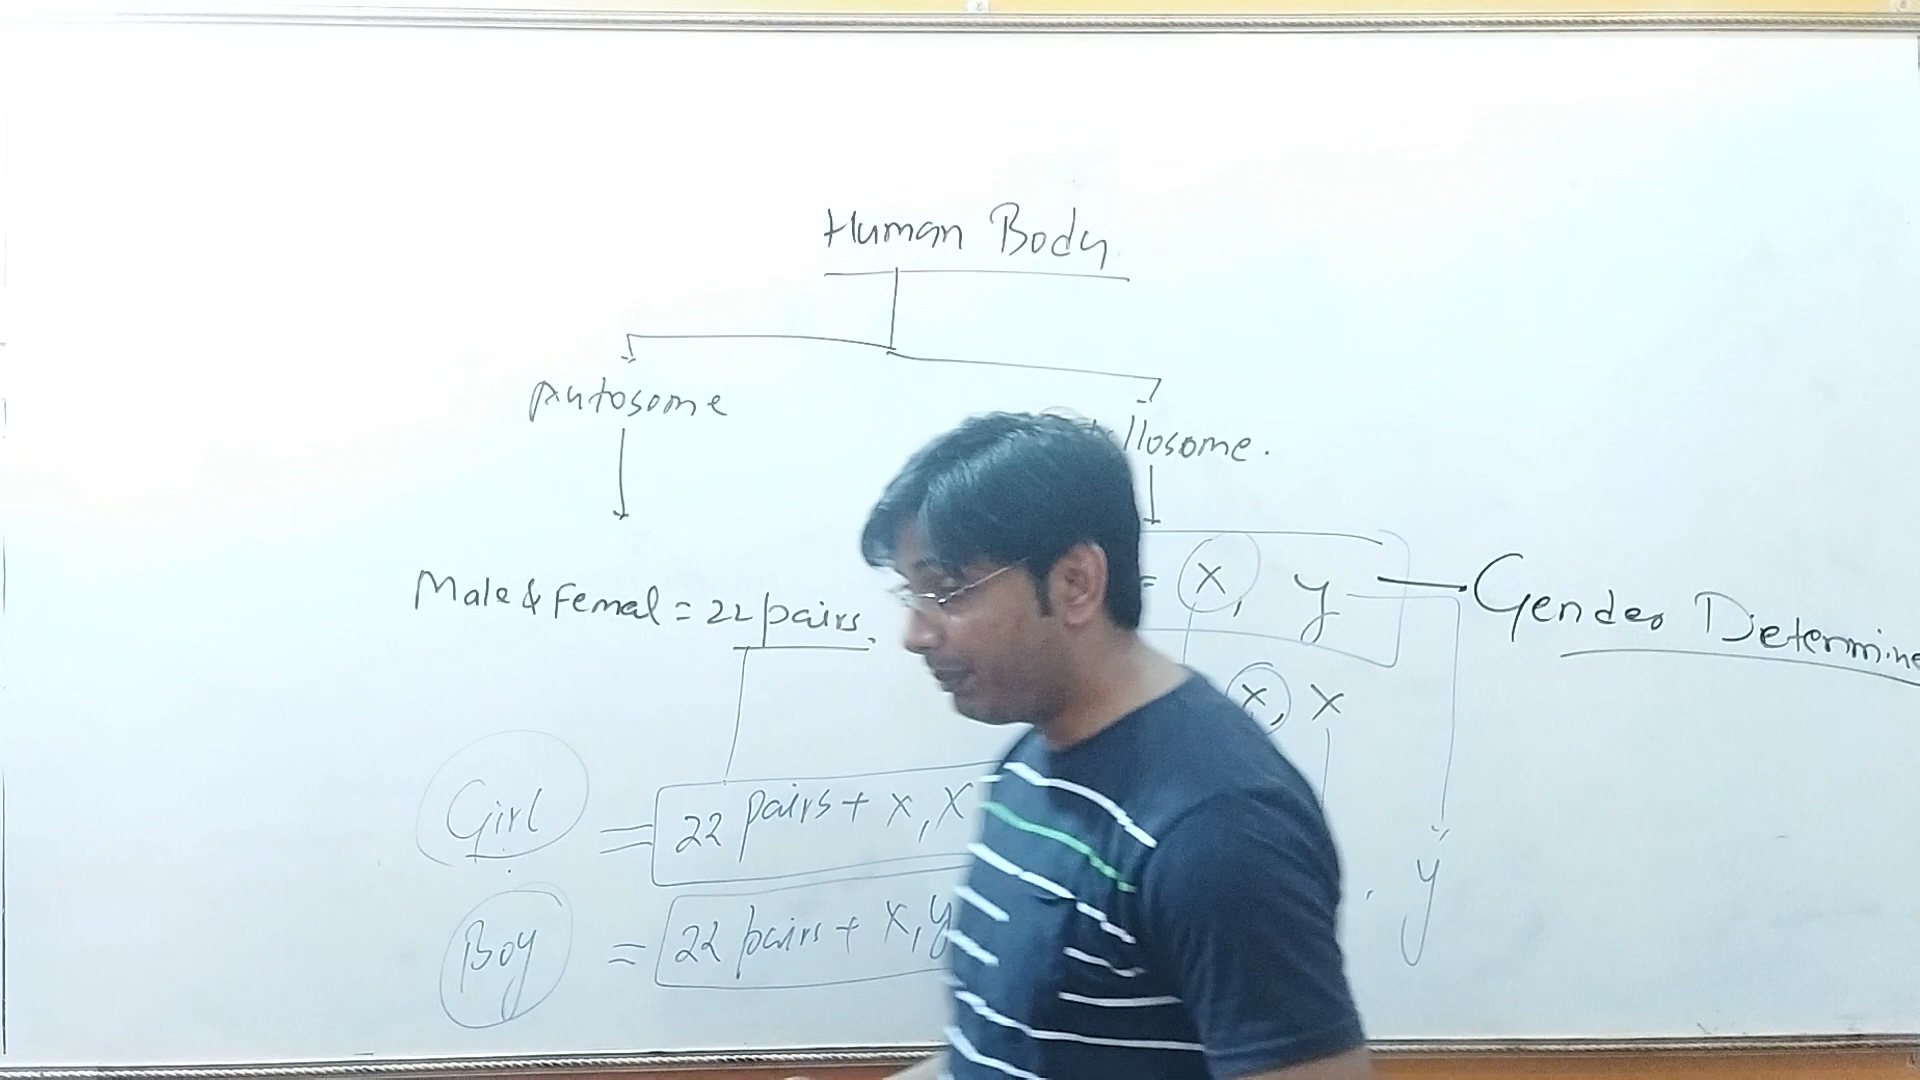 Human Body
Autosome
llosome.
Male & Femal = 22 pairs.
= x, y
Gender Determine
x, x
Girl = 22 pairs + x, x
y
Boy = 22 pairs + x, y